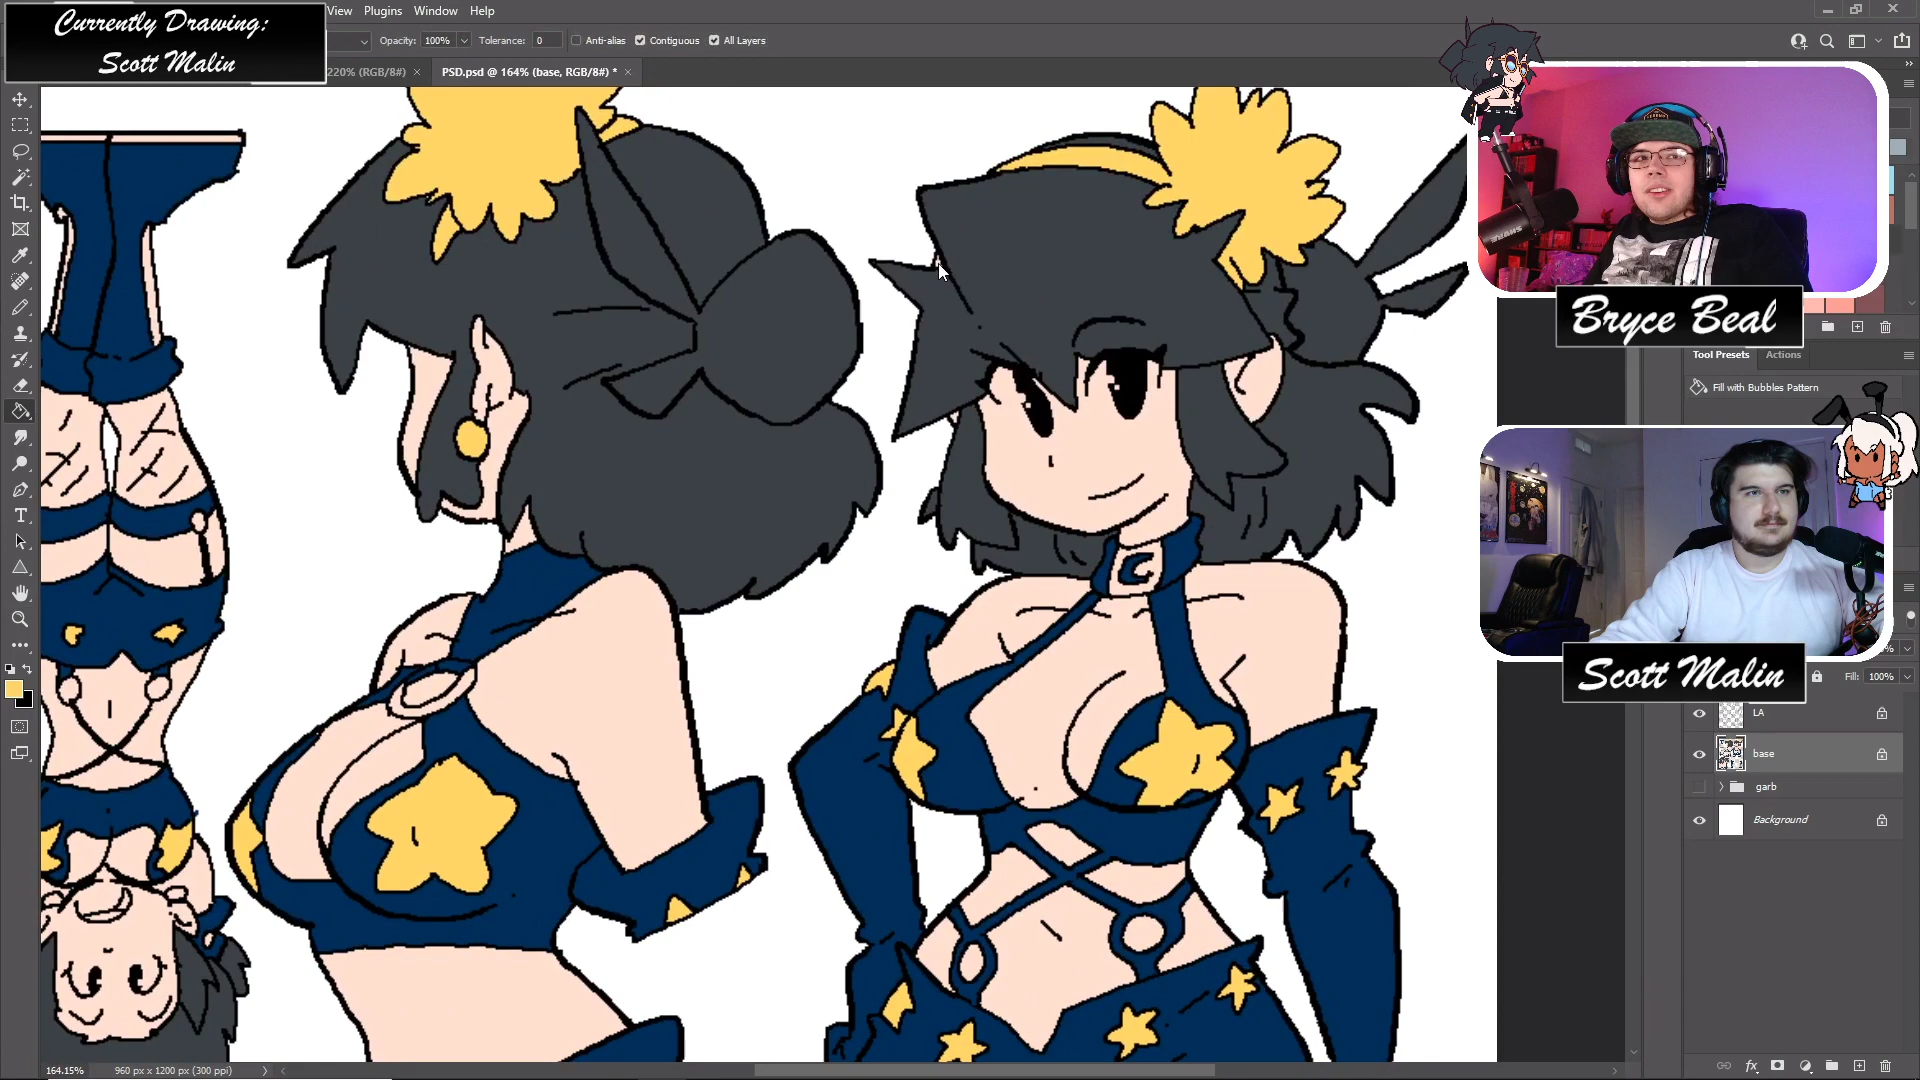 Currently Drawing:
Scott Malin
View Plugins Window Help
Opacity: 100% Tolerance: 0 Anti-alias Contiguous All Layers
220% (RGB/8#) × PSD.psd @ 164% (base, RGB/8#) * ×
Bryce Beal
Tool Presets Actions
Fill with Bubbles Pattern
Scott Malin
Fill: 100%
LA
base
garb
Background
fx
164.15% 960 px x 1200 px (300 ppi)